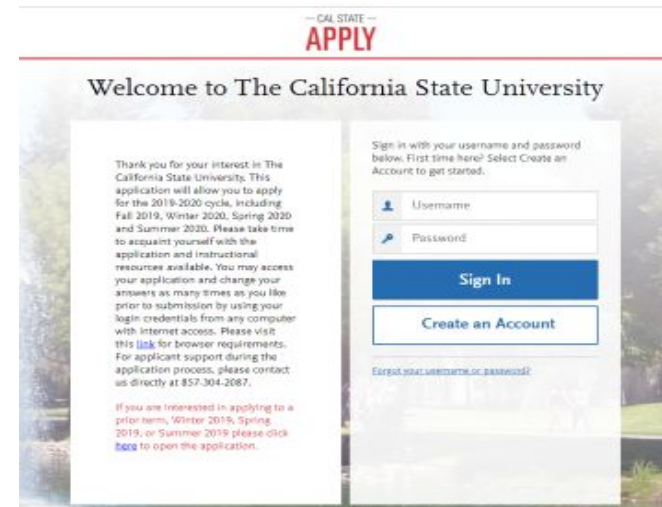 — CAL STATE —
APPLY
Welcome to The California State University
Thank you for your interest in The
California State University. This
application will allow you to apply
for the 2019-2020 cycle, including
Fall 2019, Winter 2020, Spring 2020
and Summer 2020. Please take time
to acquaint yourself with the
application and instructional
resources available. You may access
your application and change your
answers as many times as you like
prior to submission by using your
login credentials from any computer
with internet access. Please visit
this link for browser requirements.
For applicant support during the
application process, please contact
us directly at 857-304-2087.
If you are interested in applying to a
prior term, Winter 2019, Spring
2019, or Summer 2019 please click
here to open the application.
Sign in with your username and password
below. First time here? Select Create an
Account to get started.
Username
Password
Sign In
Create an Account
Forgot your username or password?